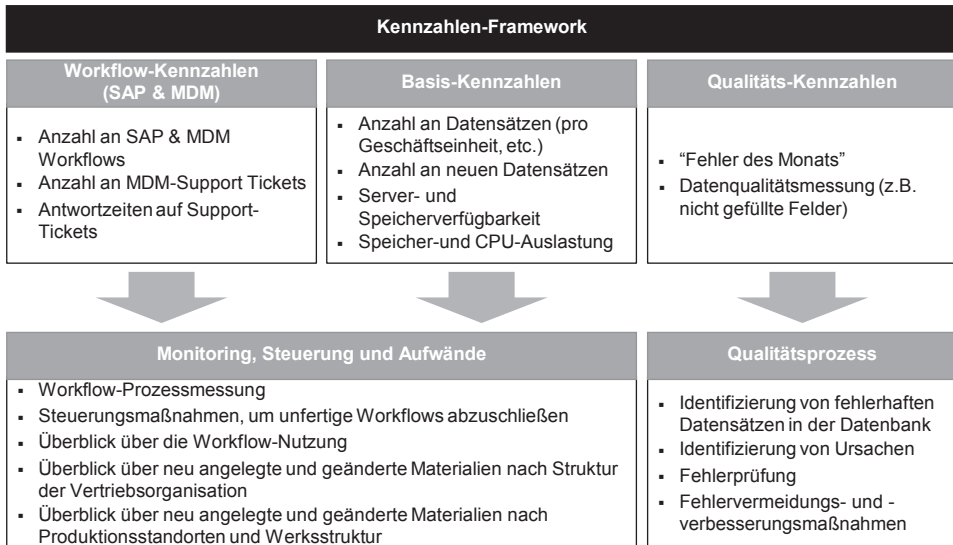 Kennzahlen-Framework
Workflow-Kennzahlen
(SAP & MDM)
▪ Anzahl an SAP & MDM
Workflows
▪ Anzahl an MDM-Support Tickets
▪ Antwortzeiten auf Support-
Tickets
Basis-Kennzahlen
▪ Anzahl an Datensätzen (pro
Geschäftseinheit, etc.)
▪ Anzahl an neuen Datensätzen
▪ Server- und
Speicherverfügbarkeit
▪ Speicher-und CPU-Auslastung
Qualitäts-Kennzahlen
▪ “Fehler des Monats”
▪ Datenqualitätsmessung (z.B.
nicht gefüllte Felder)
Monitoring, Steuerung und Aufwände
▪ Workflow-Prozessmessung
▪ Steuerungsmaßnahmen, um unfertige Workflows abzuschließen
▪ Überblick über die Workflow-Nutzung
▪ Überblick über neu angelegte und geänderte Materialien nach Struktur
der Vertriebsorganisation
▪ Überblick über neu angelegte und geänderte Materialien nach
Produktionsstandorten und Werksstruktur
Qualitätsprozess
▪ Identifizierung von fehlerhaften
Datensätzen in der Datenbank
▪ Identifizierung von Ursachen
▪ Fehlerprüfung
▪ Fehlervermeidungs- und -
verbesserungsmaßnahmen